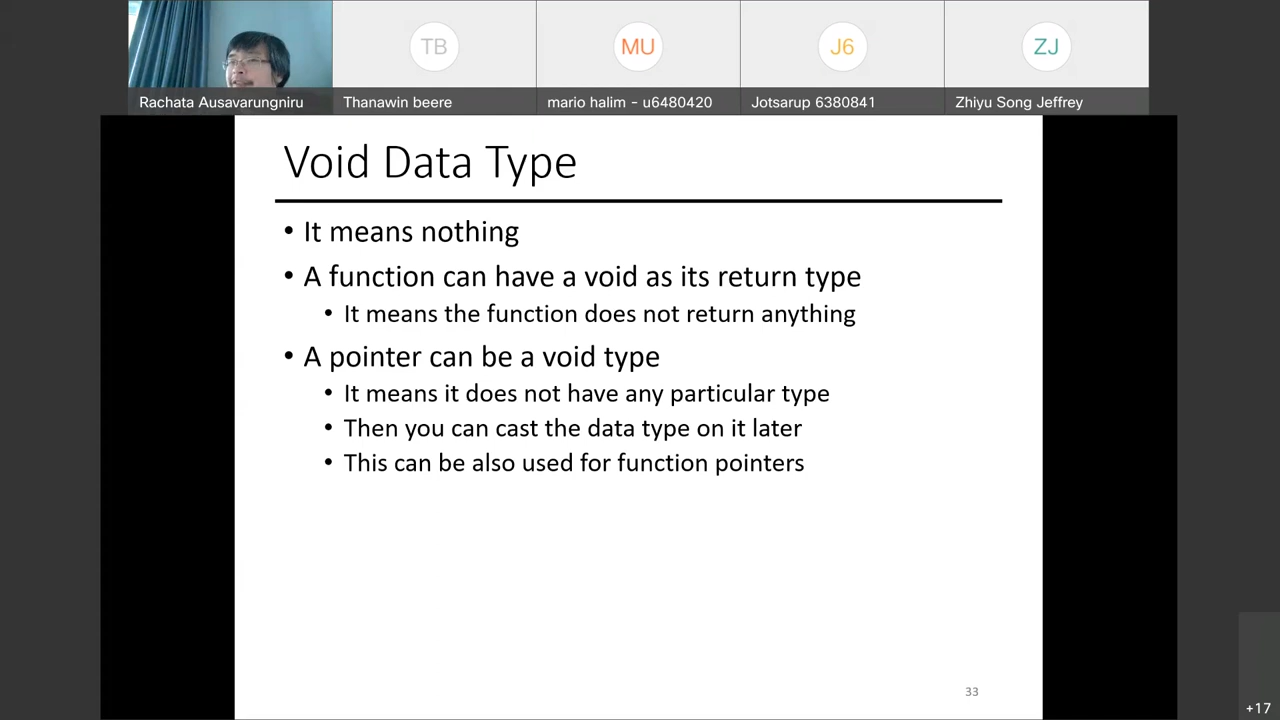 TB
MU
J6
ZJ
Rachata Ausavarungniru
Thanawin beere
mario halim - u6480420
Jotsarup 6380841
Zhiyu Song Jeffrey
Void Data Type
• It means nothing
• A function can have a void as its return type
• It means the function does not return anything
• A pointer can be a void type
• It means it does not have any particular type
• Then you can cast the data type on it later
• This can be also used for function pointers
33
+17